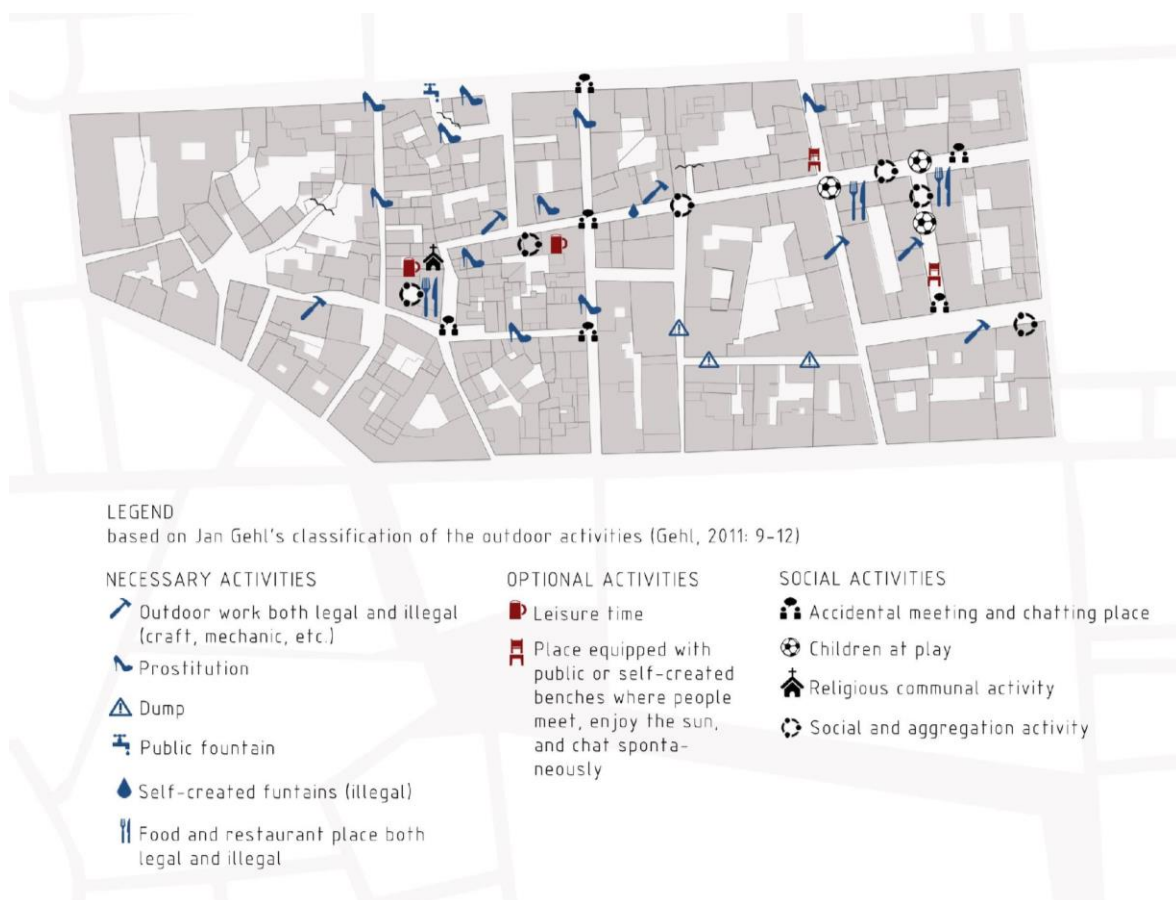 LEGEND
based on Jan Gehl's classification of the outdoor activities (Gehl, 2011: 9-12)
NECESSARY ACTIVITIES
Outdoor work both legal and illegal
(craft, mechanic, etc.)
Prostitution
Dump
Public fountain
Self-created funtains (illegal)
Food and restaurant place both
legal and illegal
OPTIONAL ACTIVITIES
Leisure time
Place equipped with
public or self-created
benches where people
meet, enjoy the sun,
and chat sponta-
neously
SOCIAL ACTIVITIES
Accidental meeting and chatting place
Children at play
Religious communal activity
Social and aggregation activity